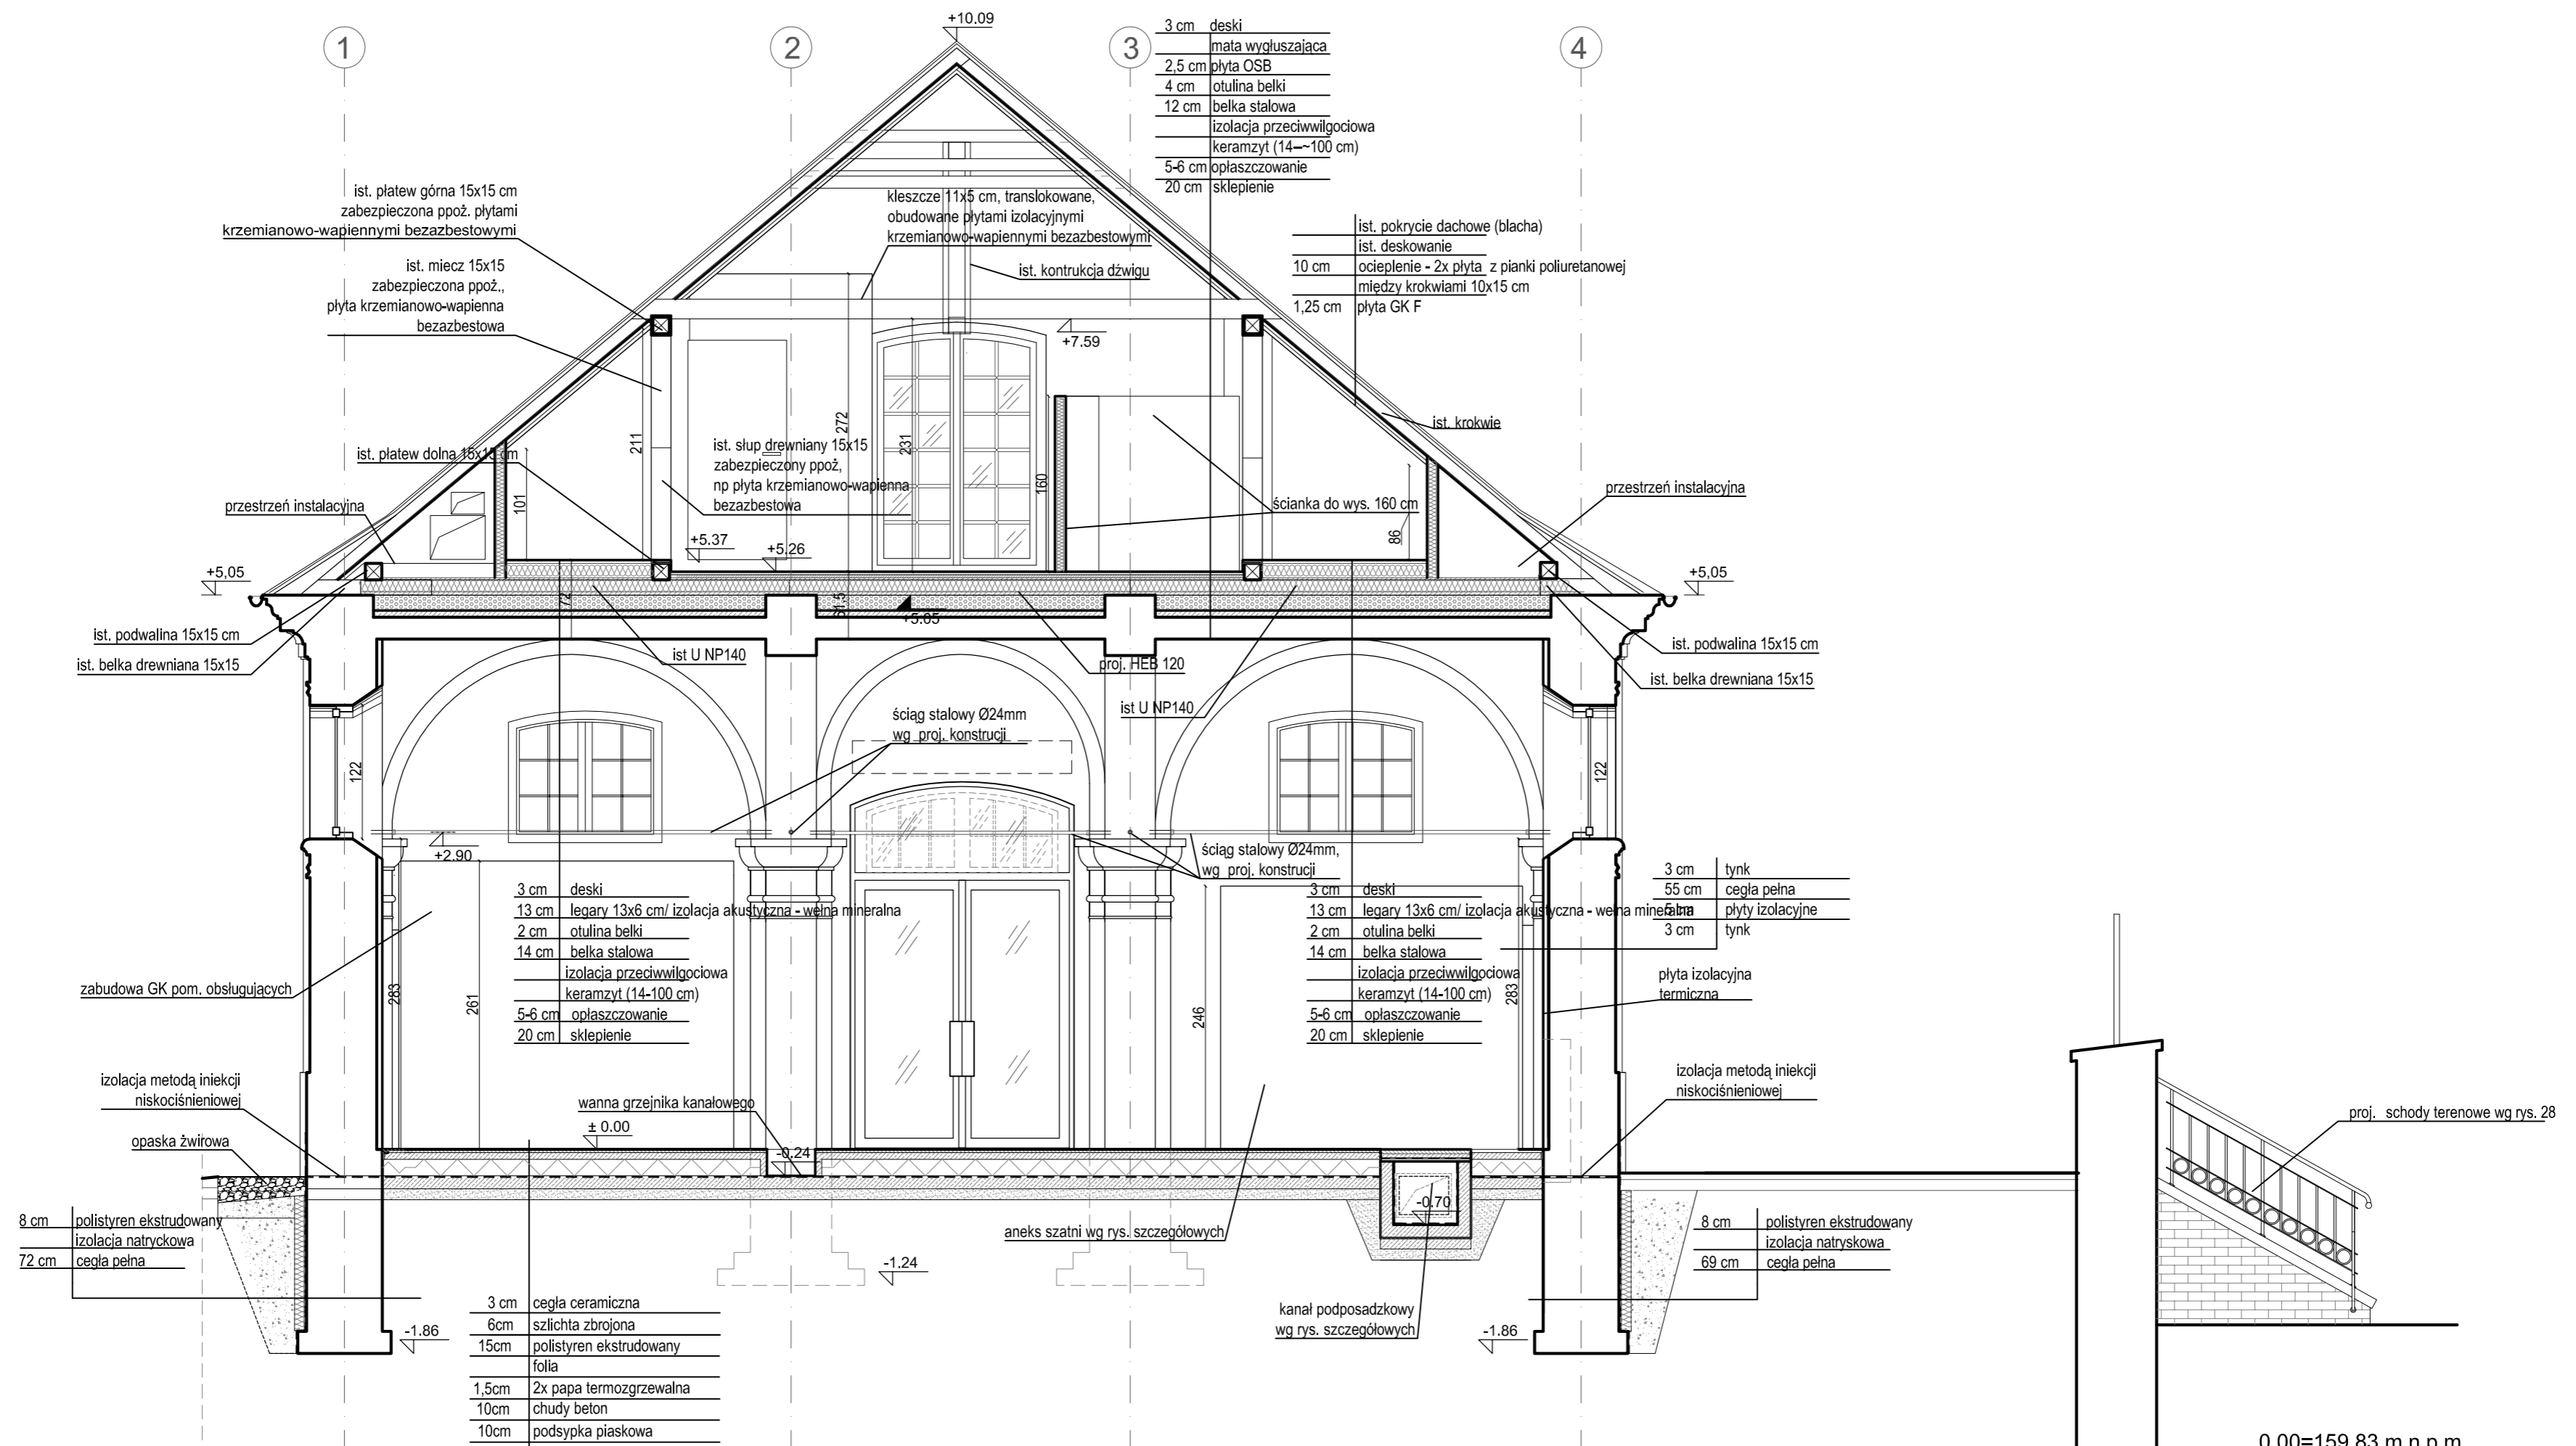 1
2
3
4
+10.09
3 cm deski
mata wygłuszająca
2,5 cm płyta OSB
4 cm otulina belki
12 cm belka stalowa
izolacja przeciwwilgociowa
keramzyt (14–~100 cm)
5-6 cm opłaszczowanie
20 cm sklepienie
ist. płatew górna 15x15 cm
zabezpieczona ppoż. płytami
krzemianowo-wapiennymi bezazbestowymi
kleszcze 11x5 cm, translokowane,
obudowane płytami izolacyjnymi
krzemianowo-wapiennymi bezazbestowymi
ist. kontrukcja dźwigu
ist. pokrycie dachowe (blacha)
ist. deskowanie
10 cm ocieplenie - 2x płyta z pianki poliuretanowej
między krokwiami 10x15 cm
1,25 cm płyta GK F
ist. miecz 15x15
zabezpieczona ppoż.,
płyta krzemianowo-wapienna
bezazbestowa
+7.59
ist. krokwie
272
231
211
160
101
86
ist. płatew dolna 15x15 cm
ist. słup drewniany 15x15
zabezpieczony ppoż,
np płyta krzemianowo-wapienna
bezazbestowa
ścianka do wys. 160 cm
przestrzeń instalacyjna
przestrzeń instalacyjna
+5.37
+5.26
+5,05
+5,05
72
31,5
+5.05
ist. podwalina 15x15 cm
ist. belka drewniana 15x15
ist U NP140
proj. HEB 120
ist U NP140
ist. podwalina 15x15 cm
ist. belka drewniana 15x15
ściąg stalowy Ø24mm
wg proj. konstrucji
122
122
+2.90
ściąg stalowy Ø24mm,
wg proj. konstrucji
3 cm tynk
55 cm cegła pełna
5 cm płyty izolacyjne
3 cm tynk
3 cm deski
13 cm legary 13x6 cm/ izolacja akustyczna - wełna mineralna
2 cm otulina belki
14 cm belka stalowa
izolacja przeciwwilgociowa
keramzyt (14-100 cm)
5-6 cm opłaszczowanie
20 cm sklepienie
3 cm deski
13 cm legary 13x6 cm/ izolacja akustyczna - wełna mineralna
2 cm otulina belki
14 cm belka stalowa
izolacja przeciwwilgociowa
keramzyt (14-100 cm)
5-6 cm opłaszczowanie
20 cm sklepienie
zabudowa GK pom. obsługujących
283
261
246
283
płyta izolacyjna
termiczna
izolacja metodą iniekcji
niskociśnieniowej
opaska żwirowa
wanna grzejnika kanałowego
± 0.00
-0.24
izolacja metodą iniekcji
niskociśnieniowej
proj. schody terenowe wg rys. 28
-0.70
8 cm polistyren ekstrudowany
izolacja natryckowa
72 cm cegła pełna
aneks szatni wg rys. szczegółowych
8 cm polistyren ekstrudowany
izolacja natryskowa
69 cm cegła pełna
-1.24
-1.86
kanał podposadzkowy
wg rys. szczegółowych
-1.86
3 cm cegła ceramiczna
6cm szlichta zbrojona
15cm polistyren ekstrudowany
folia
1,5cm 2x papa termozgrzewalna
10cm chudy beton
10cm podsypka piaskowa
0.00=159.83 m n.p.m.